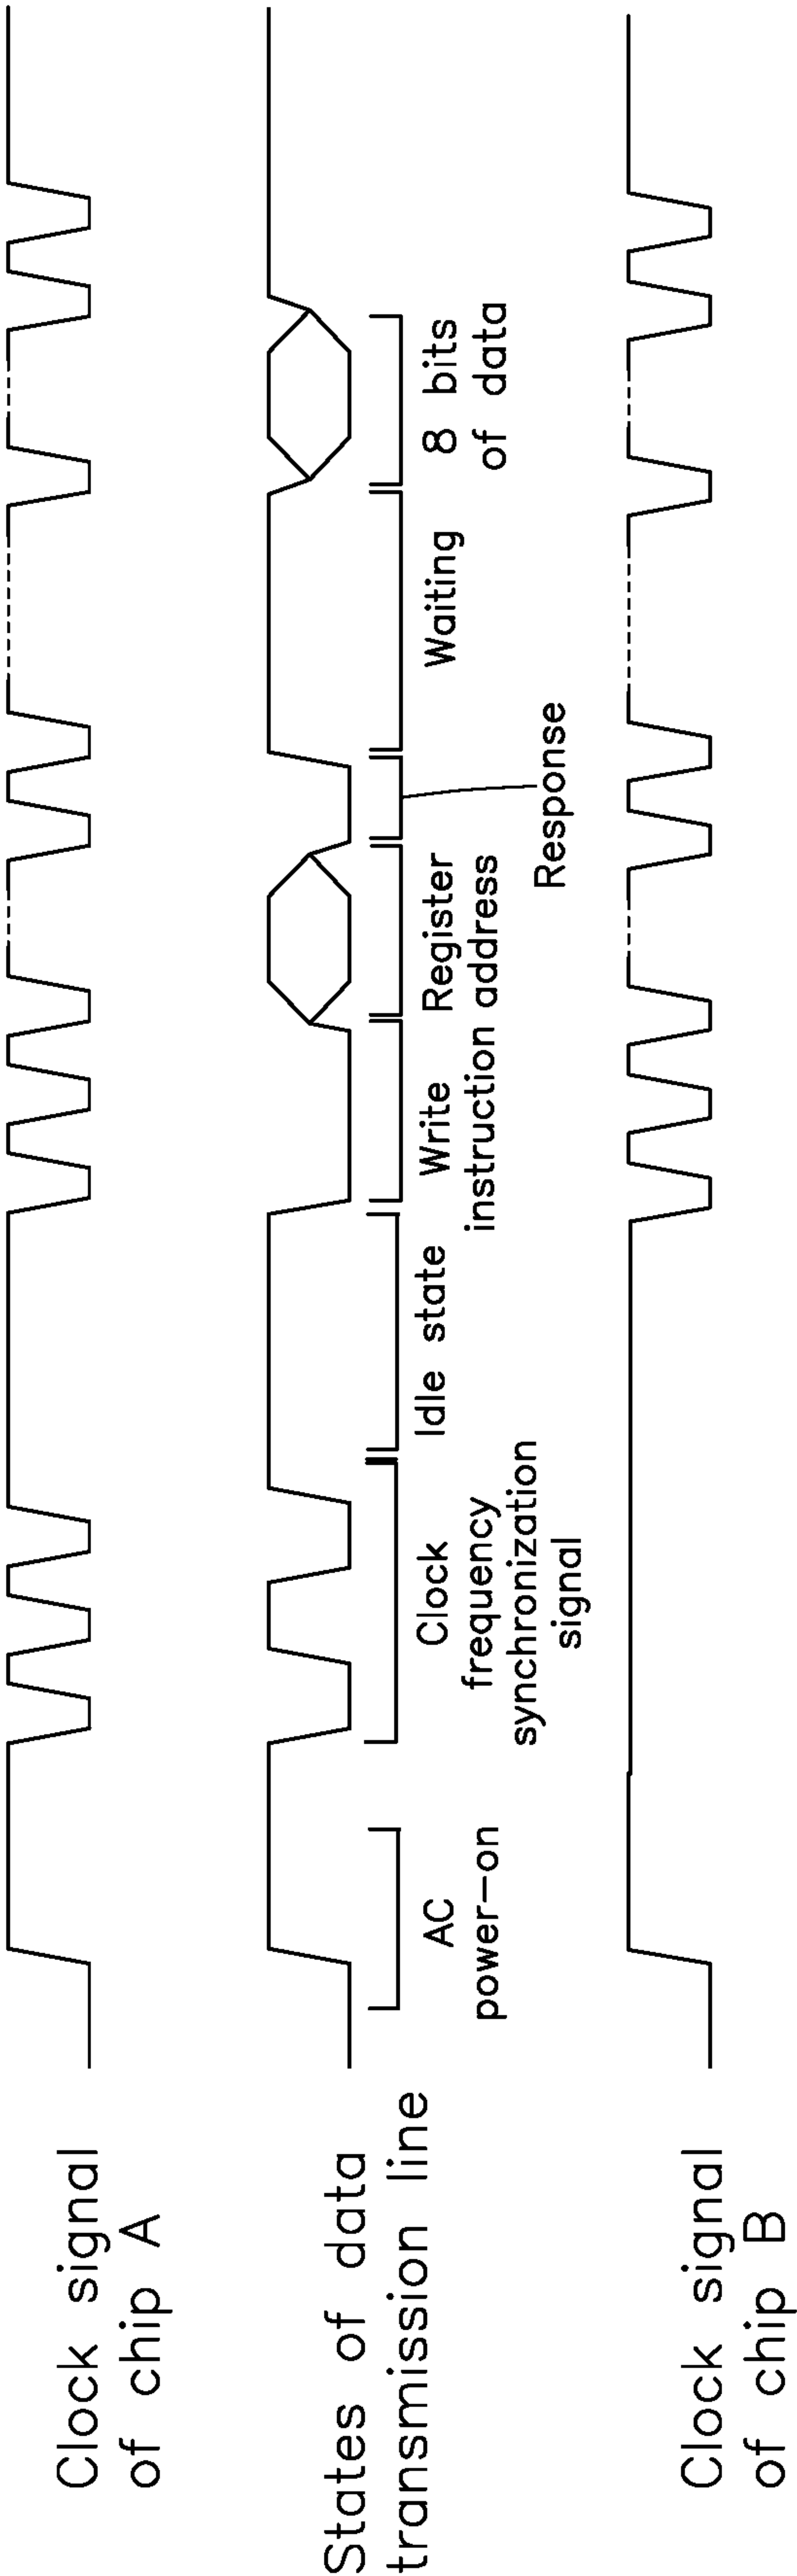 Clock signal
of chip A
States of data
transmission line
AC
power-on
Clock
frequency
synchronization
signal
Idle state
Write
instruction
Register
address
Response
Waiting
8 bits
of data
Clock signal
of chip B